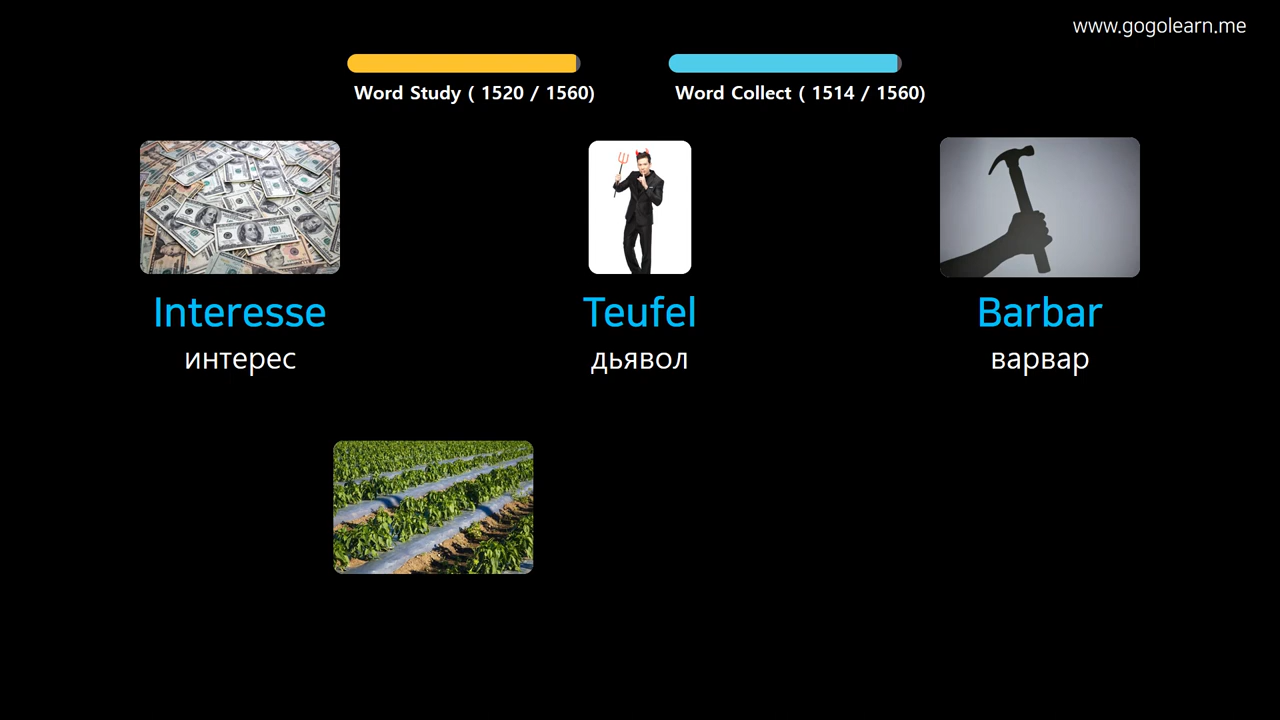 www.gogolearn.me
Word Study ( 1520 / 1560)
Word Collect ( 1514 / 1560)
Interesse
Teufel
Barbar
интерес
дьявол
варвар